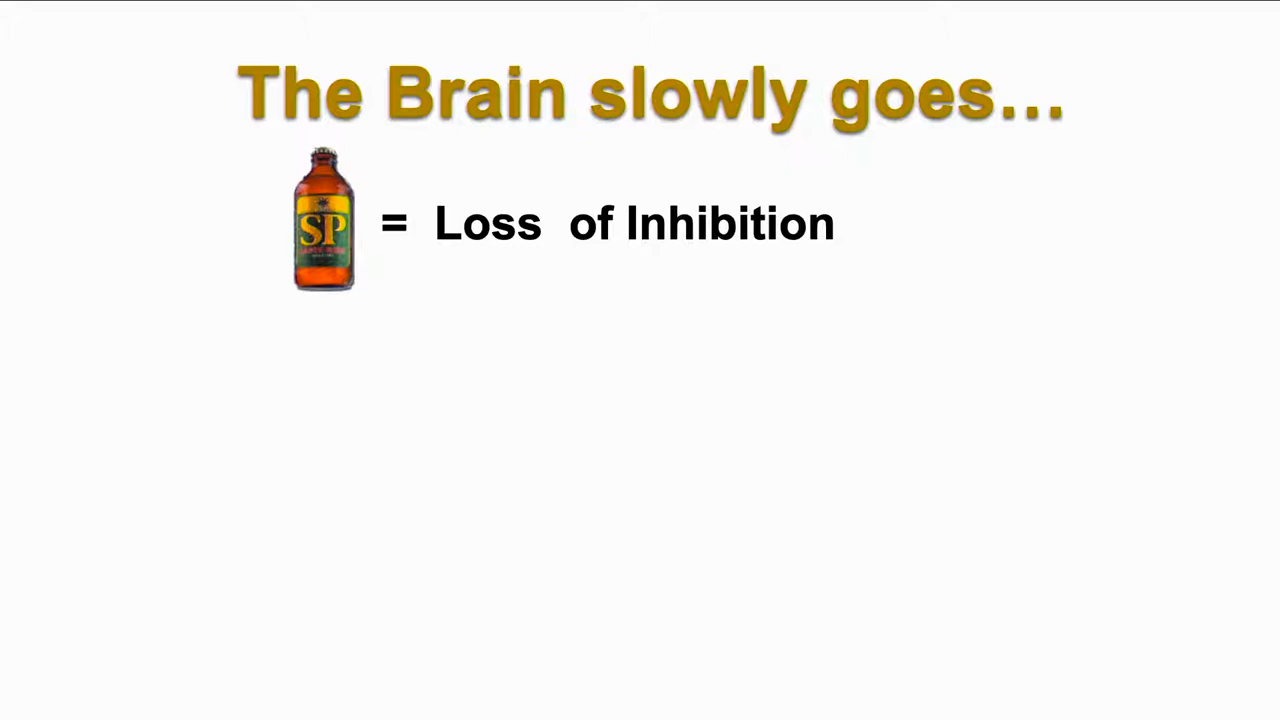 The Brain slowly goes…
SP
= Loss of Inhibition